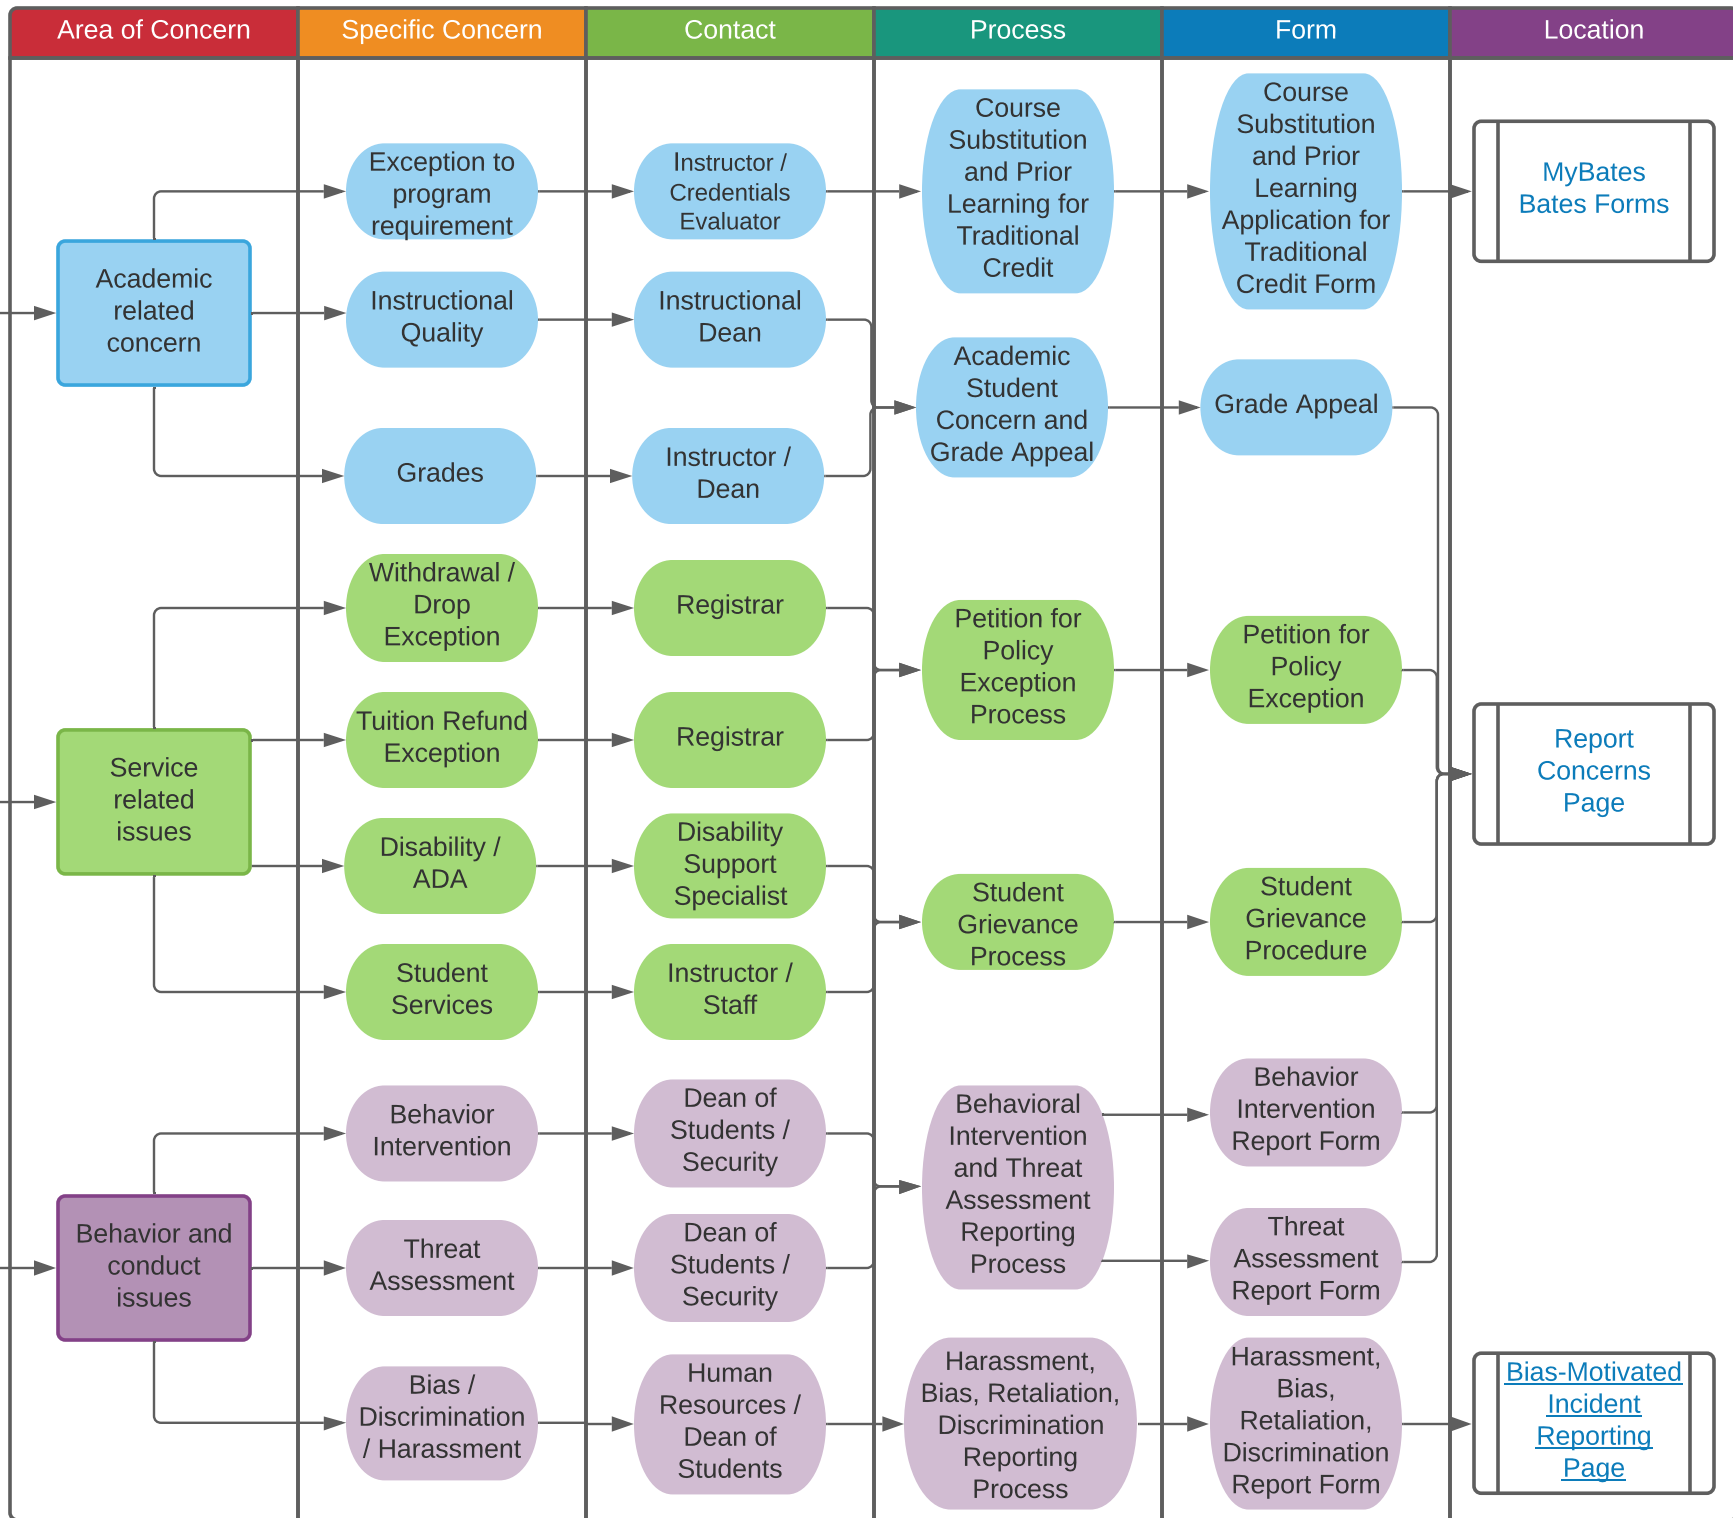 Area of Concern
Specific Concern
Contact
Process
Form
Location
Academic
related
concern
Exception to
program
requirement
Instructor /
Credentials
Evaluator
Course
Substitution
and Prior
Learning for
Traditional
Credit
Course
Substitution
and Prior
Learning
Application for
Traditional
Credit Form
MyBates
Bates Forms
Instructional
Quality
Instructional
Dean
Academic
Student
Concern and
Grade Appeal
Grade Appeal
Grades
Instructor /
Dean
Service
related
issues
Withdrawal /
Drop
Exception
Registrar
Petition for
Policy
Exception
Process
Petition for
Policy
Exception
Report
Concerns
Page
Tuition Refund
Exception
Registrar
Disability /
ADA
Disability
Support
Specialist
Student
Grievance
Process
Student
Grievance
Procedure
Student
Services
Instructor /
Staff
Behavior and
conduct
issues
Behavior
Intervention
Dean of
Students /
Security
Behavioral
Intervention
and Threat
Assessment
Reporting
Process
Behavior
Intervention
Report Form
Threat
Assessment
Dean of
Students /
Security
Threat
Assessment
Report Form
Bias /
Discrimination
/ Harassment
Human
Resources /
Dean of
Students
Harassment,
Bias, Retaliation,
Discrimination
Reporting
Process
Harassment,
Bias,
Retaliation,
Discrimination
Report Form
Bias-Motivated
Incident
Reporting
Page